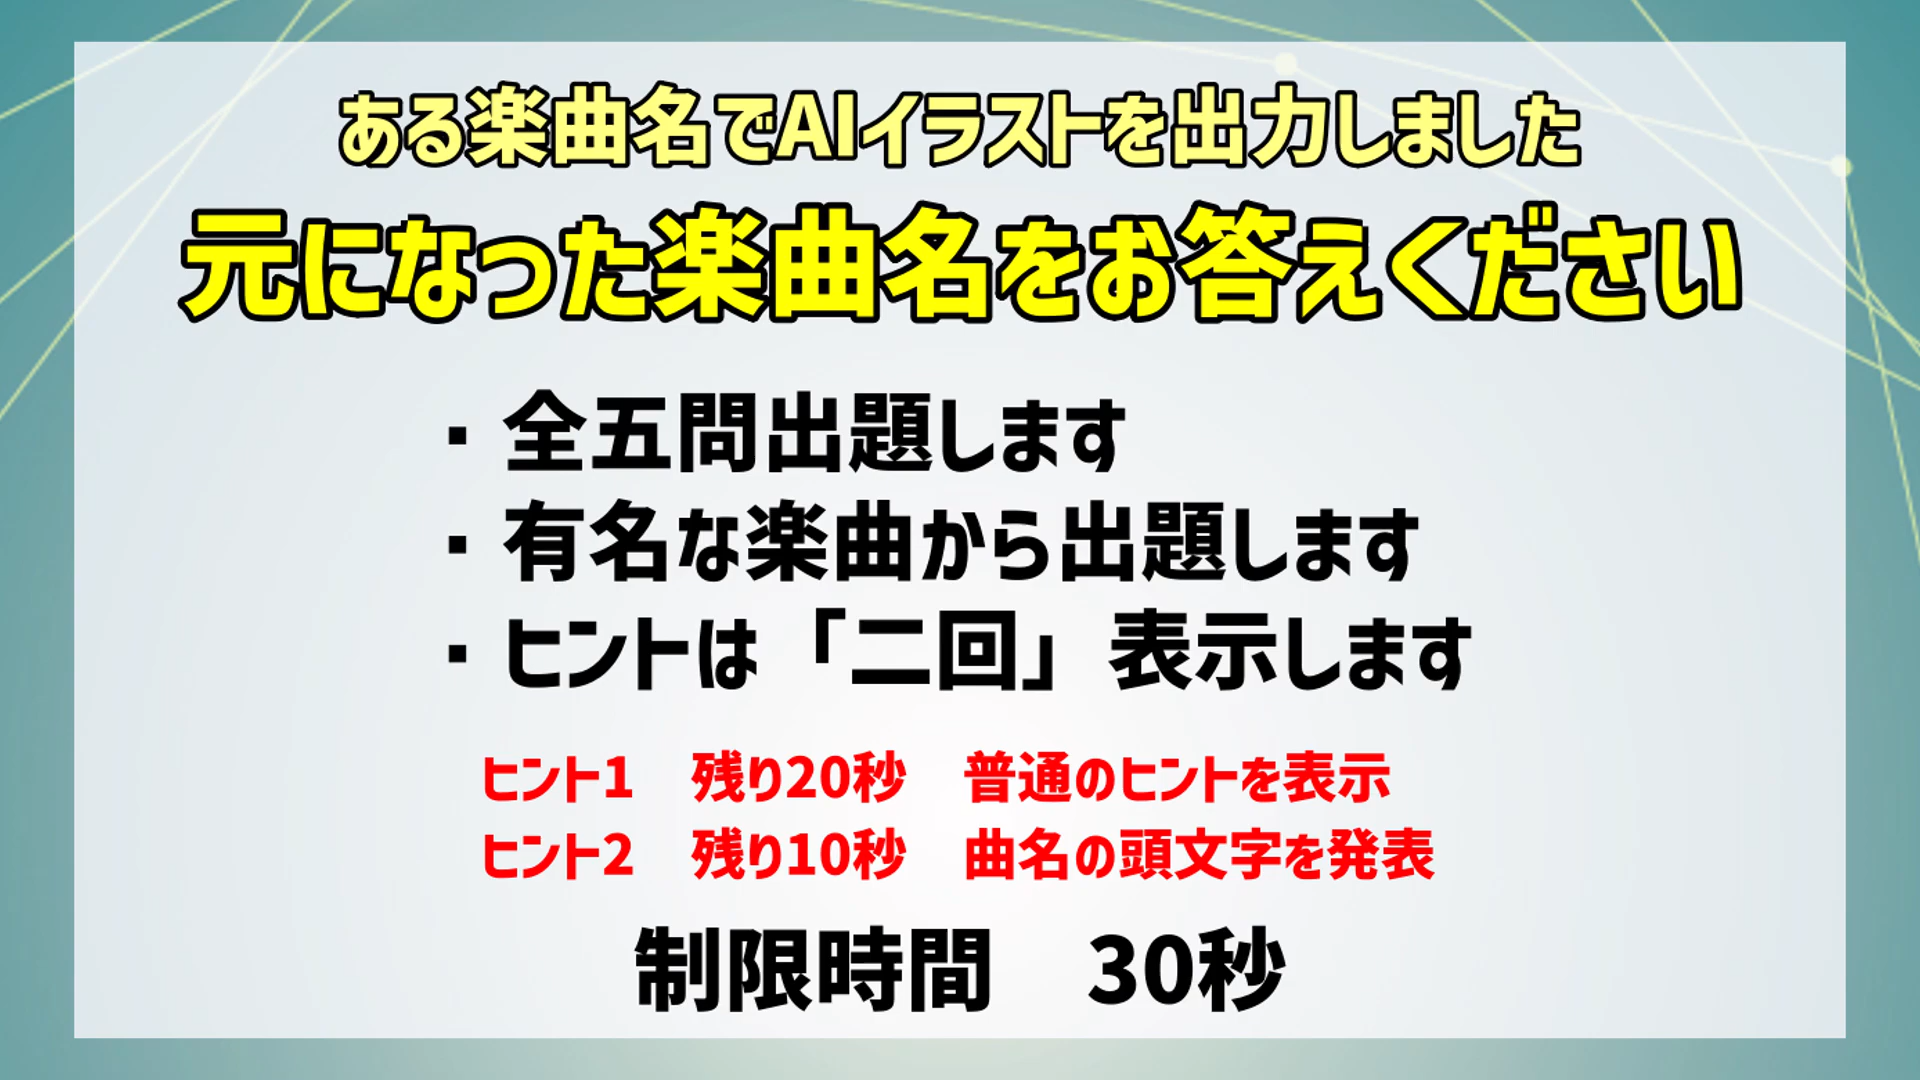 ある楽曲名でAIイラストを出力しました
元になった楽曲名をお答えください
・全五問出題します
・有名な楽曲から出題します
・ヒントは「二回」表示します
ヒント1　残り20秒　普通のヒントを表示
ヒント2　残り10秒　曲名の頭文字を発表
制限時間　30秒